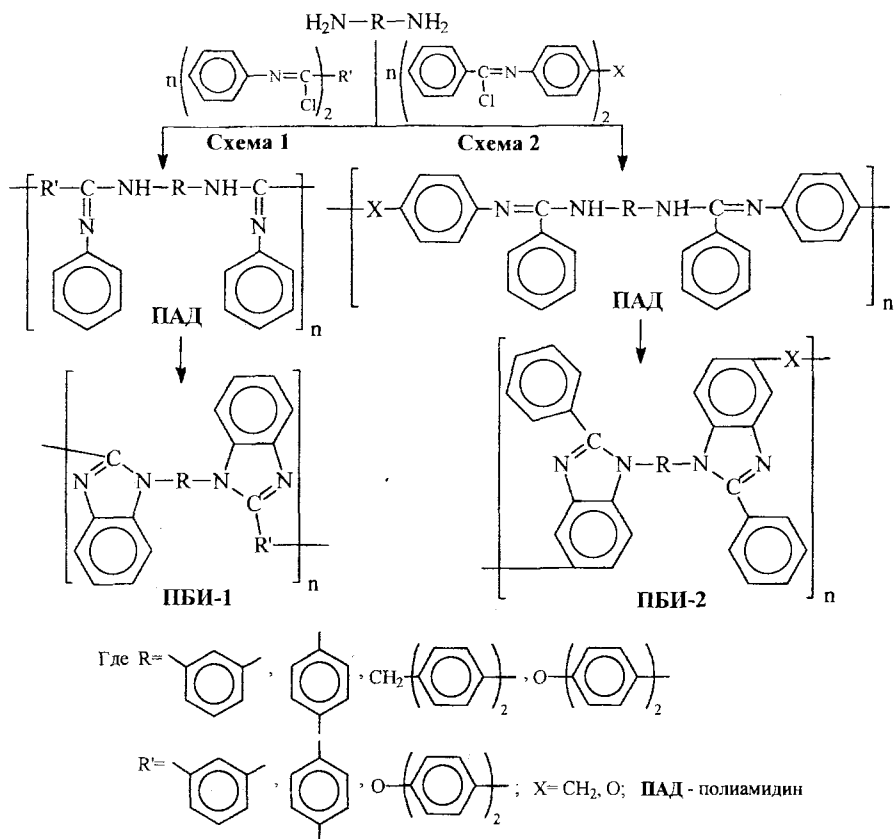 H₂N—R—NH₂
n ( N=C R' Cl )₂ n ( C=N X Cl )₂
Схема 1 Схема 2
R'—C—NH—R—NH—C n
N N
X N=C—NH—R—NH—C=N n
ПАД ПАД
C N N—R—N N C R' n
X C N N—R—N N C n
ПБИ-1 ПБИ-2
Где R= , , CH₂ ( )₂ , O ( )₂
R'= , , O ( )₂ ; X= CH₂, O; ПАД - полиамидин